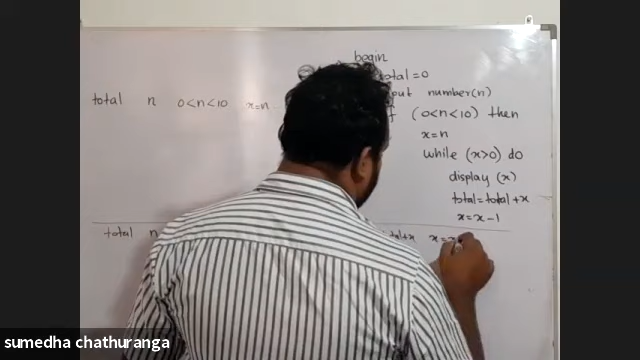 begin
total=0
number(n)
total n 0<n<10 x=n
(0<n<10) then
x=n
while (x>0) do
display (x)
total=total+x
x=x-1
total n
sumedha chathuranga